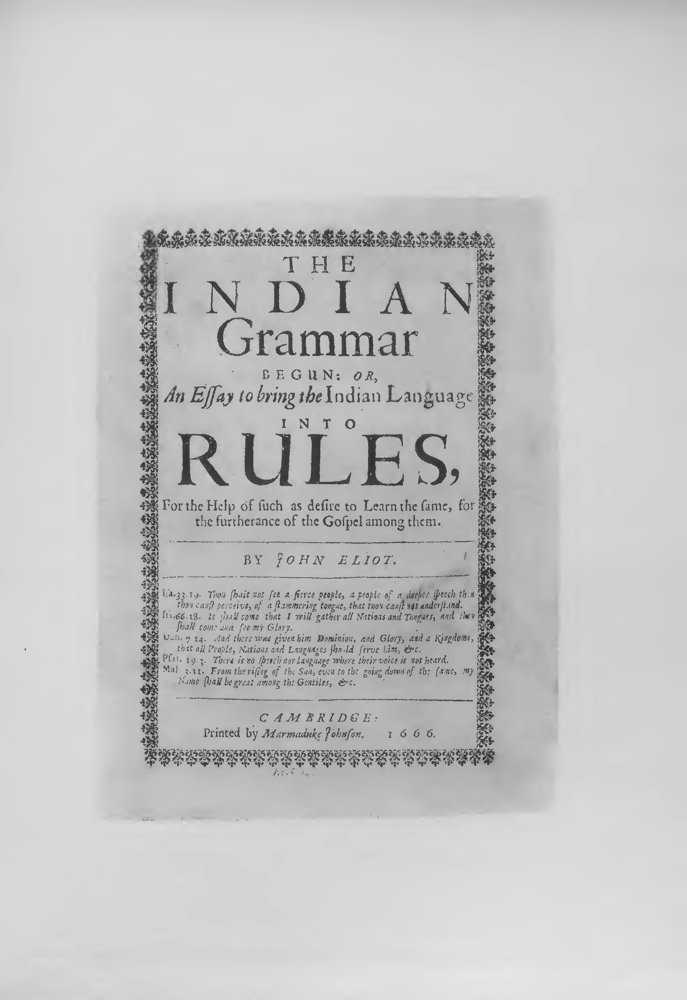 THE
INDIAN
Grammar
BEGUN: OR,
An Eſſay to bring the Indian Language
INTO
RULES,
For the Help of ſuch as deſire to Learn the ſame, for
the furtherance of the Goſpel among them.
BY JOHN ELIOT.
Iſa.33.19. Thou ſhalt not ſee a fierce people, a people of a deeper ſpeech then
thou canſt perceive, of a ſtammering tongue, that thou canſt not underſtand.
Iſa.66.18. It ſhall come that I will gather all Nations and Tongues, and they
ſhall come and ſee my Glory.
Dan. 7.14. And there was given him Dominion, and Glory, and a Kingdome,
that all People, Nations and Languages ſhould ſerve him, &c.
Pſal. 19.3. There is no ſpeech nor language where their voice is not heard.
Mal 3.11. From the riſing of the Sun, even to the going down of the ſame, my
Name ſhall be great among the Gentiles, &c.
CAMBRIDGE:
Printed by Marmaduke Johnſon. 1666.